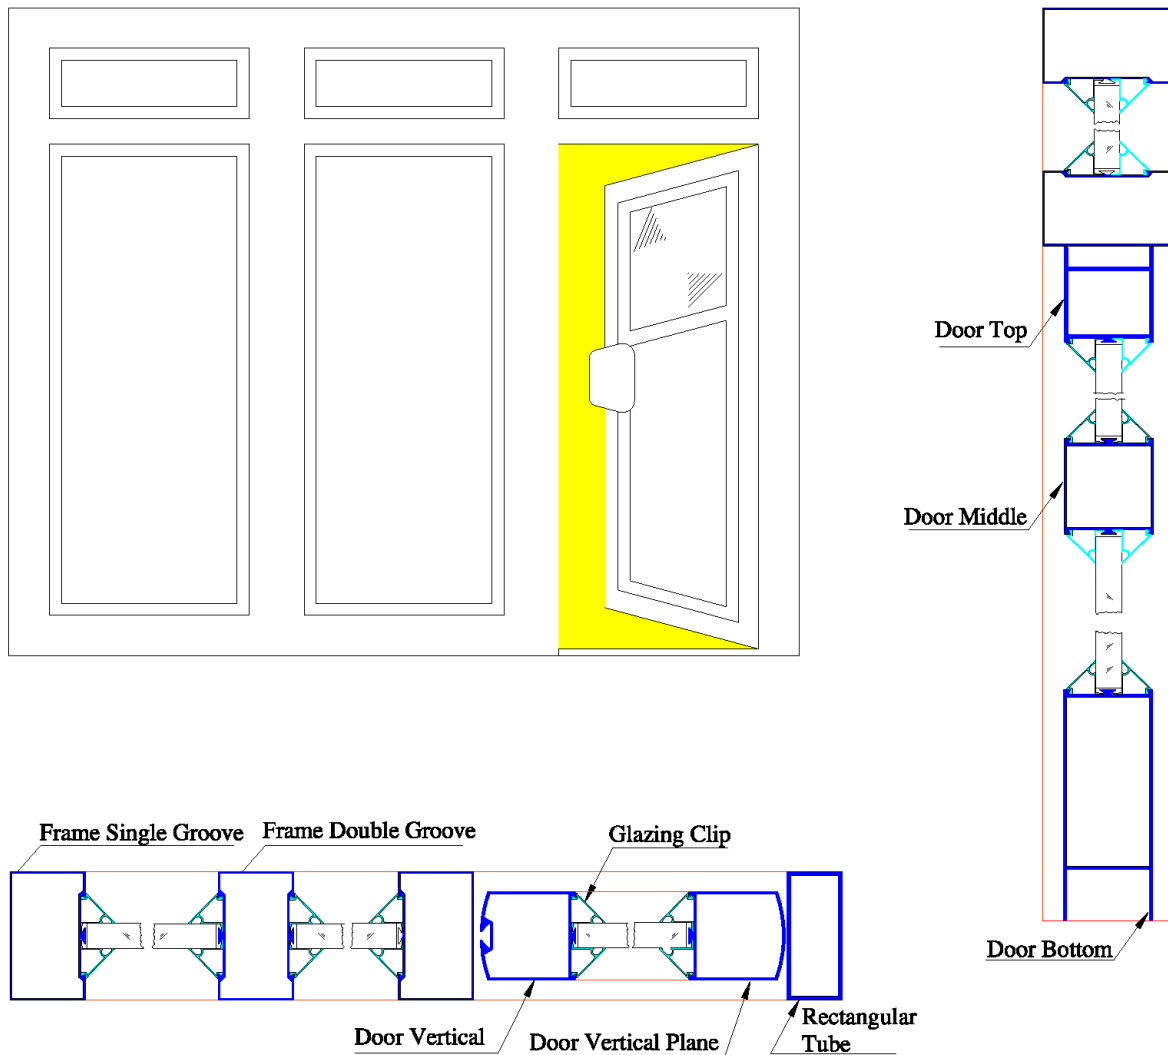 Door Top
Door Middle
Frame Single Groove
Frame Double Groove
Glazing Clip
Door Bottom
Door Vertical
Door Vertical Plane
Rectangular
Tube